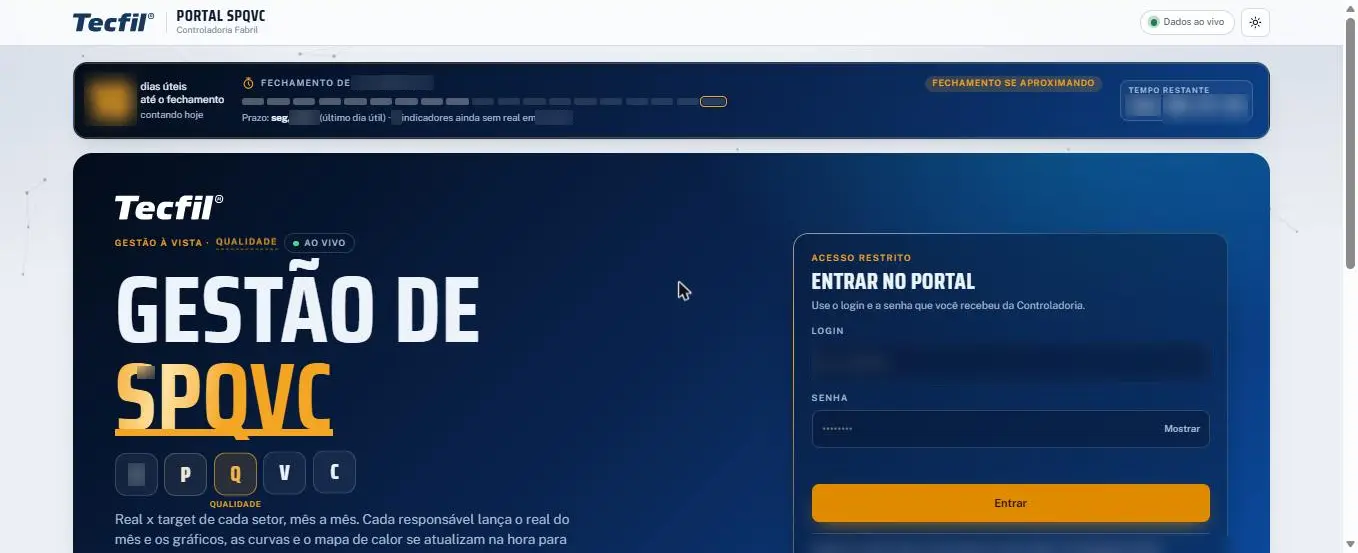 Tecfil®
PORTAL SPQVC
Controladoria Fabril
Dados ao vivo
dias úteis
até o fechamento
contando hoje
FECHAMENTO DE
Prazo: seg, (último dia útil) · indicadores ainda sem real em
FECHAMENTO SE APROXIMANDO
TEMPO RESTANTE
Tecfil®
GESTÃO À VISTA · QUALIDADE
AO VIVO
GESTÃO DE
SPQVC
P
Q
V
C
QUALIDADE
Real x target de cada setor, mês a mês. Cada responsável lança o real do
mês e os gráficos, as curvas e o mapa de calor se atualizam na hora para
ACESSO RESTRITO
ENTRAR NO PORTAL
Use o login e a senha que você recebeu da Controladoria.
LOGIN
SENHA
••••••••
Mostrar
Entrar